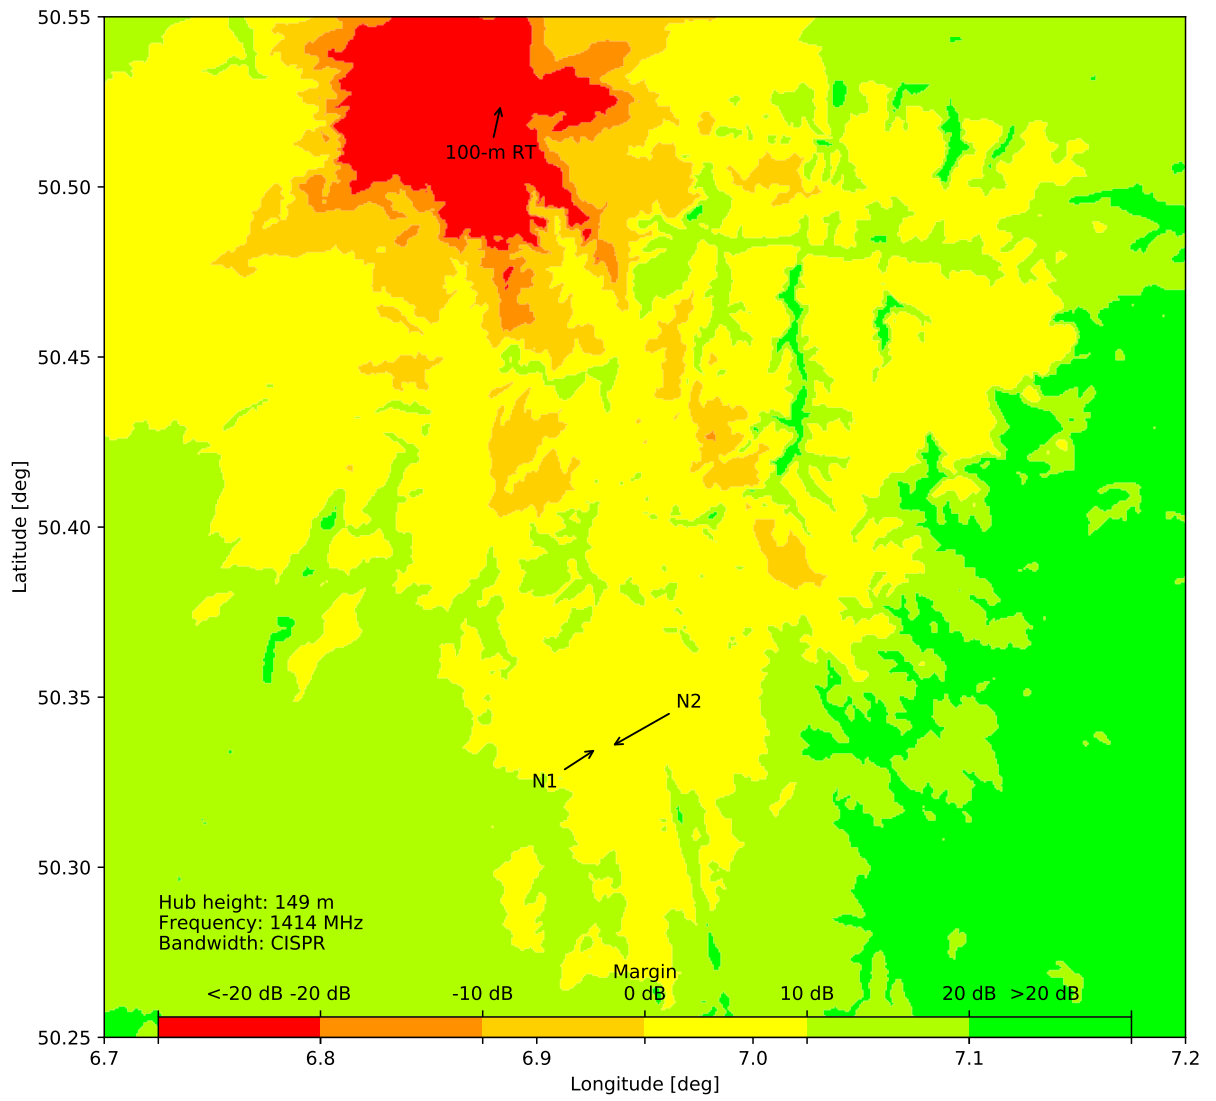 50.55
100-m RT
50.50
50.45
50.40
50.35
50.30
50.25
Latitude [deg]
N2
N1
Hub height: 149 m
Frequency: 1414 MHz
Bandwidth: CISPR
Margin
<-20 dB -20 dB -10 dB 0 dB 10 dB 20 dB >20 dB
6.7 6.8 6.9 7.0 7.1 7.2
Longitude [deg]